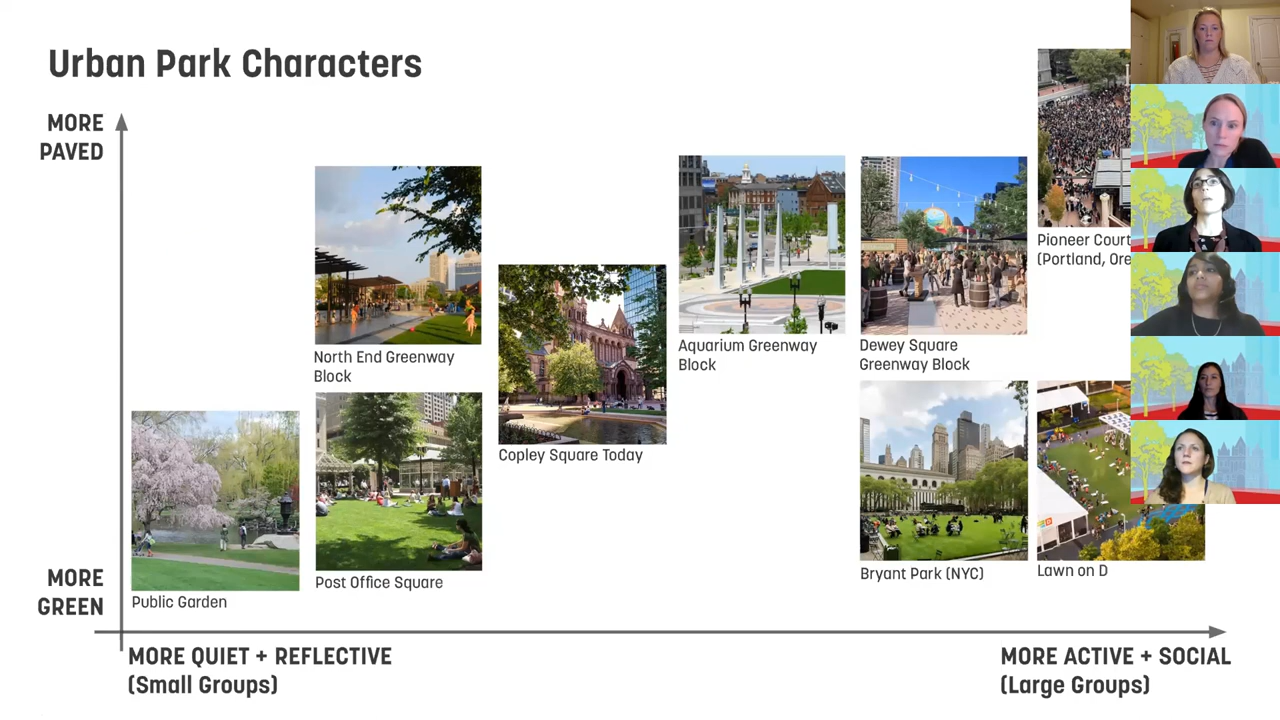 Urban Park Characters
MORE
PAVED
Pioneer Court
(Portland, Ore
North End Greenway
Block
Aquarium Greenway
Block
Dewey Square
Greenway Block
Copley Square Today
Post Office Square
Bryant Park (NYC)
Lawn on D
MORE
GREEN
Public Garden
MORE QUIET + REFLECTIVE
(Small Groups)
MORE ACTIVE + SOCIAL
(Large Groups)